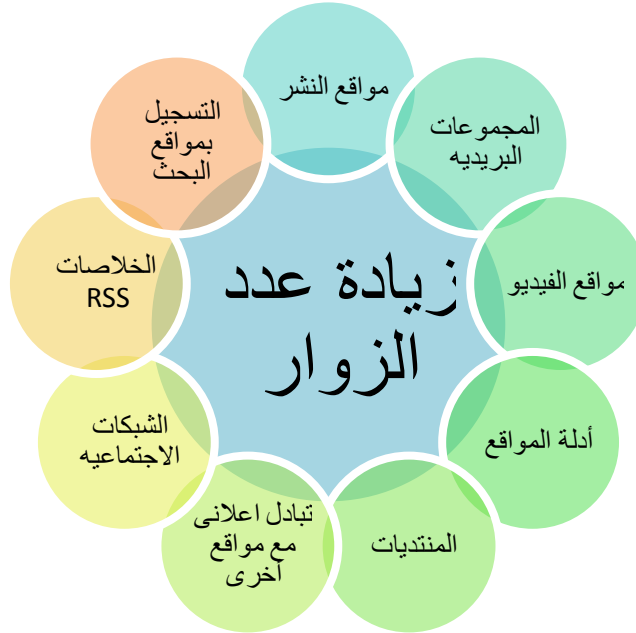 زيادة عدد
الزوار
مواقع النشر
المجموعات
البريديه
مواقع الفيديو
أدلة المواقع
المنتديات
تبادل اعلانى
مع مواقع
أخرى
الشبكات
الاجتماعيه
الخلاصات
RSS
التسجيل
بمواقع
البحث